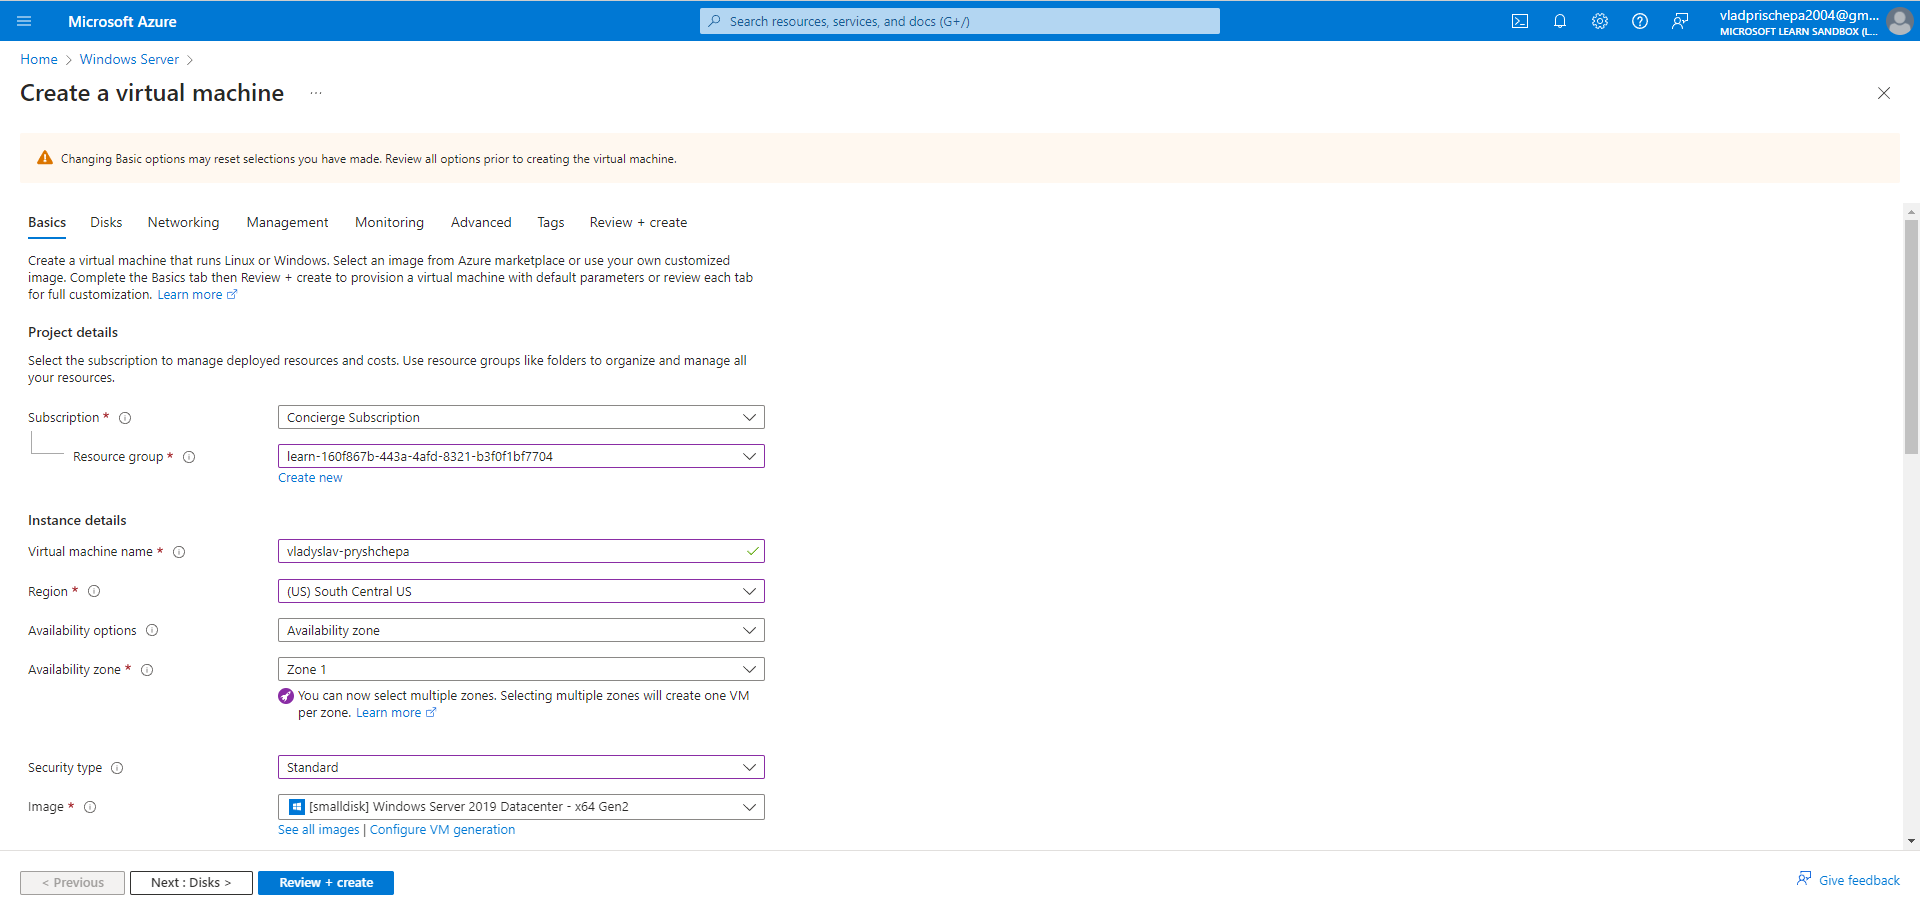 Microsoft Azure
Search resources, services, and docs (G+/)
vladprischepa2004@gm...
MICROSOFT LEARN SANDBOX (L...
Home > Windows Server >
Create a virtual machine ...
Changing Basic options may reset selections you have made. Review all options prior to creating the virtual machine.
Basics Disks Networking Management Monitoring Advanced Tags Review + create
Create a virtual machine that runs Linux or Windows. Select an image from Azure marketplace or use your own customized
image. Complete the Basics tab then Review + create to provision a virtual machine with default parameters or review each tab
for full customization. Learn more
Project details
Select the subscription to manage deployed resources and costs. Use resource groups like folders to organize and manage all
your resources.
Subscription * Concierge Subscription
Resource group * learn-160f867b-443a-4afd-8321-b3f0f1bf7704
Create new
Instance details
Virtual machine name * vladyslav-pryshchepa
Region * (US) South Central US
Availability options Availability zone
Availability zone * Zone 1
You can now select multiple zones. Selecting multiple zones will create one VM
per zone. Learn more
Security type Standard
Image * [smalldisk] Windows Server 2019 Datacenter - x64 Gen2
See all images | Configure VM generation
< Previous Next : Disks > Review + create Give feedback